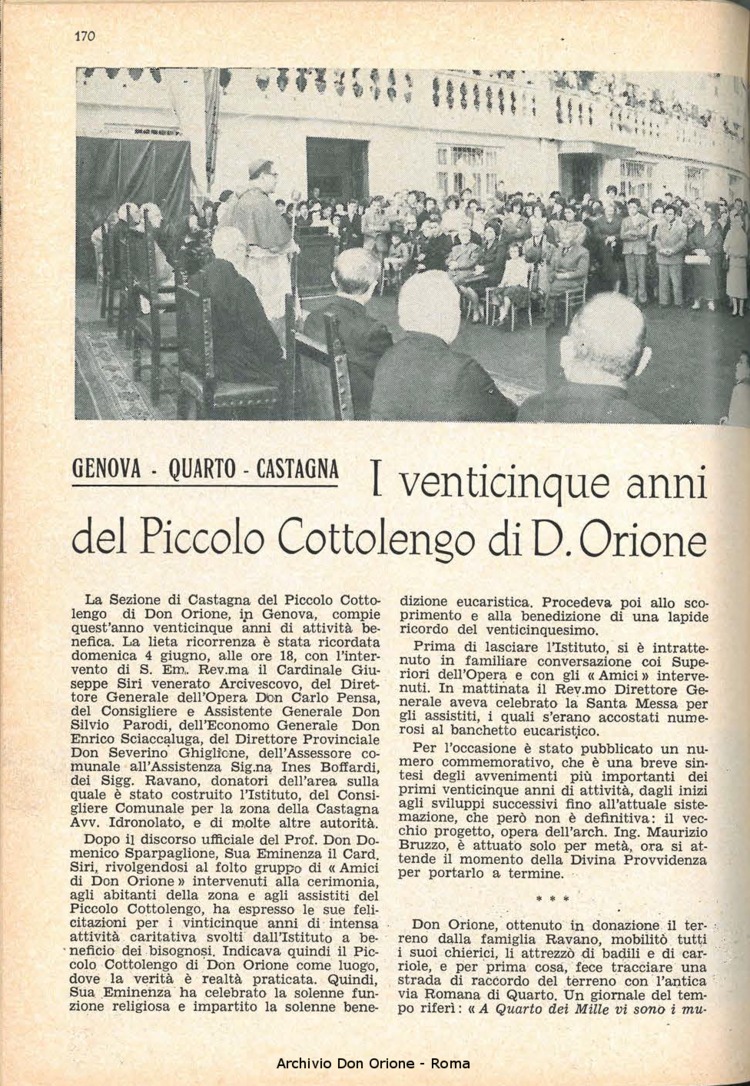 170
GENOVA - QUARTO - CASTAGNA I venticinque anni
del Piccolo Cottolengo di D. Orione
La Sezione di Castagna del Piccolo Cotto-
lengo di Don Orione, in Genova, compie
quest'anno venticinque anni di attività be-
nefica. La lieta ricorrenza è stata ricordata
domenica 4 giugno, alle ore 18, con l'inter-
vento di S. Em. Rev.ma il Cardinale Giu-
seppe Siri venerato Arcivescovo, del Diret-
tore Generale dell'Opera Don Carlo Pensa,
del Consigliere e Assistente Generale Don
Silvio Parodi, dell'Economo Generale Don
Enrico Sciaccaluga, del Direttore Provinciale
Don Severino Ghiglione, dell'Assessore co-
munale all'Assistenza Sig.na Ines Boffardi,
dei Sigg. Ravano, donatori dell'area sulla
quale è stato costruito l'Istituto, del Consi-
gliere Comunale per la zona della Castagna
Avv. Idronolato, e di molte altre autorità.
Dopo il discorso ufficiale del Prof. Don Do-
menico Sparpaglione, Sua Eminenza il Card.
Siri, rivolgendosi al folto gruppo di « Amici
di Don Orione » intervenuti alla cerimonia,
agli abitanti della zona e agli assistiti del
Piccolo Cottolengo, ha espresso le sue feli-
citazioni per i vinticinque anni di intensa
attività caritativa svolti dall'Istituto a be-
neficio dei bisognosi. Indicava quindi il Pic-
colo Cottolengo di Don Orione come luogo,
dove la verità è realtà praticata. Quindi,
Sua Eminenza ha celebrato la solenne fun-
zione religiosa e impartito la solenne bene-
dizione eucaristica. Procedeva poi allo sco-
primento e alla benedizione di una lapide
ricordo del venticinquesimo.
Prima di lasciare l'Istituto, si è intratte-
nuto in familiare conversazione coi Supe-
riori dell'Opera e con gli « Amici » interve-
nuti. In mattinata il Rev.mo Direttore Ge-
nerale aveva celebrato la Santa Messa per
gli assistiti, i quali s'erano accostati nume-
rosi al banchetto eucaristico.
Per l'occasione è stato pubblicato un nu-
mero commemorativo, che è una breve sin-
tesi degli avvenimenti più importanti dei
primi venticinque anni di attività, dagli inizi
agli sviluppi successivi fino all'attuale siste-
mazione, che però non è definitiva: il vec-
chio progetto, opera dell'arch. Ing. Maurizio
Bruzzo, è attuato solo per metà, ora si at-
tende il momento della Divina Provvidenza
per portarlo a termine.
* * *
Don Orione, ottenuto in donazione il ter-
reno dalla famiglia Ravano, mobilitò tutti
i suoi chierici, li attrezzò di badili e di car-
riole, e per prima cosa, fece tracciare una
strada di raccordo del terreno con l'antica
via Romana di Quarto. Un giornale del tem-
po riferì: « A Quarto dei Mille vi sono i mu-
Archivio Don Orione - Roma